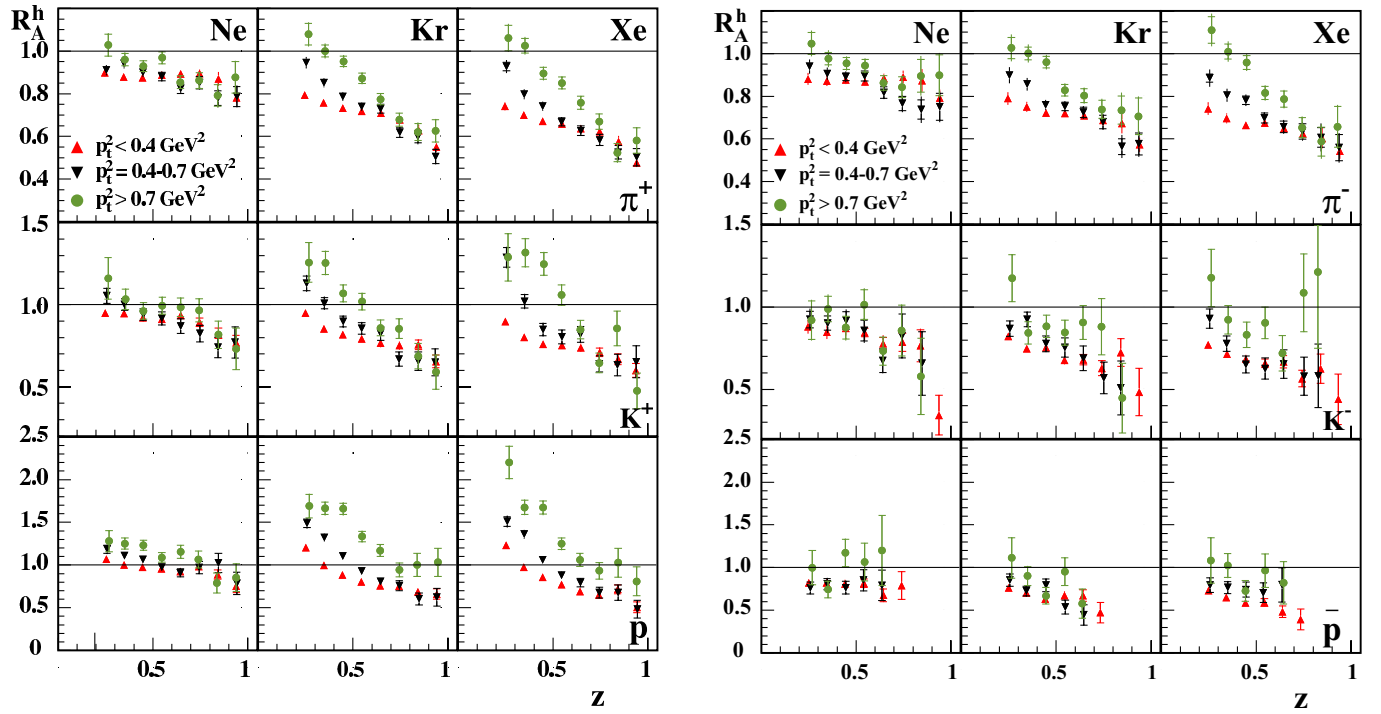 R_A^h Ne Kr Xe
1.0
0.8
0.6
0.4
p_t^2 < 0.4 GeV^2
p_t^2 = 0.4-0.7 GeV^2
p_t^2 > 0.7 GeV^2
π^+
1.5
1.0
0.5
K^+
2.5
2.0
1.5
1.0
0.5
0
p
0.5 1 0.5 1 0.5 1
z
R_A^h Ne Kr Xe
1.0
0.8
0.6
0.4
p_t^2 < 0.4 GeV^2
p_t^2 = 0.4-0.7 GeV^2
p_t^2 > 0.7 GeV^2
π^-
1.5
1.0
0.5
K^-
2.5
2.0
1.5
1.0
0.5
0
p̄
0.5 1 0.5 1 0.5 1
z